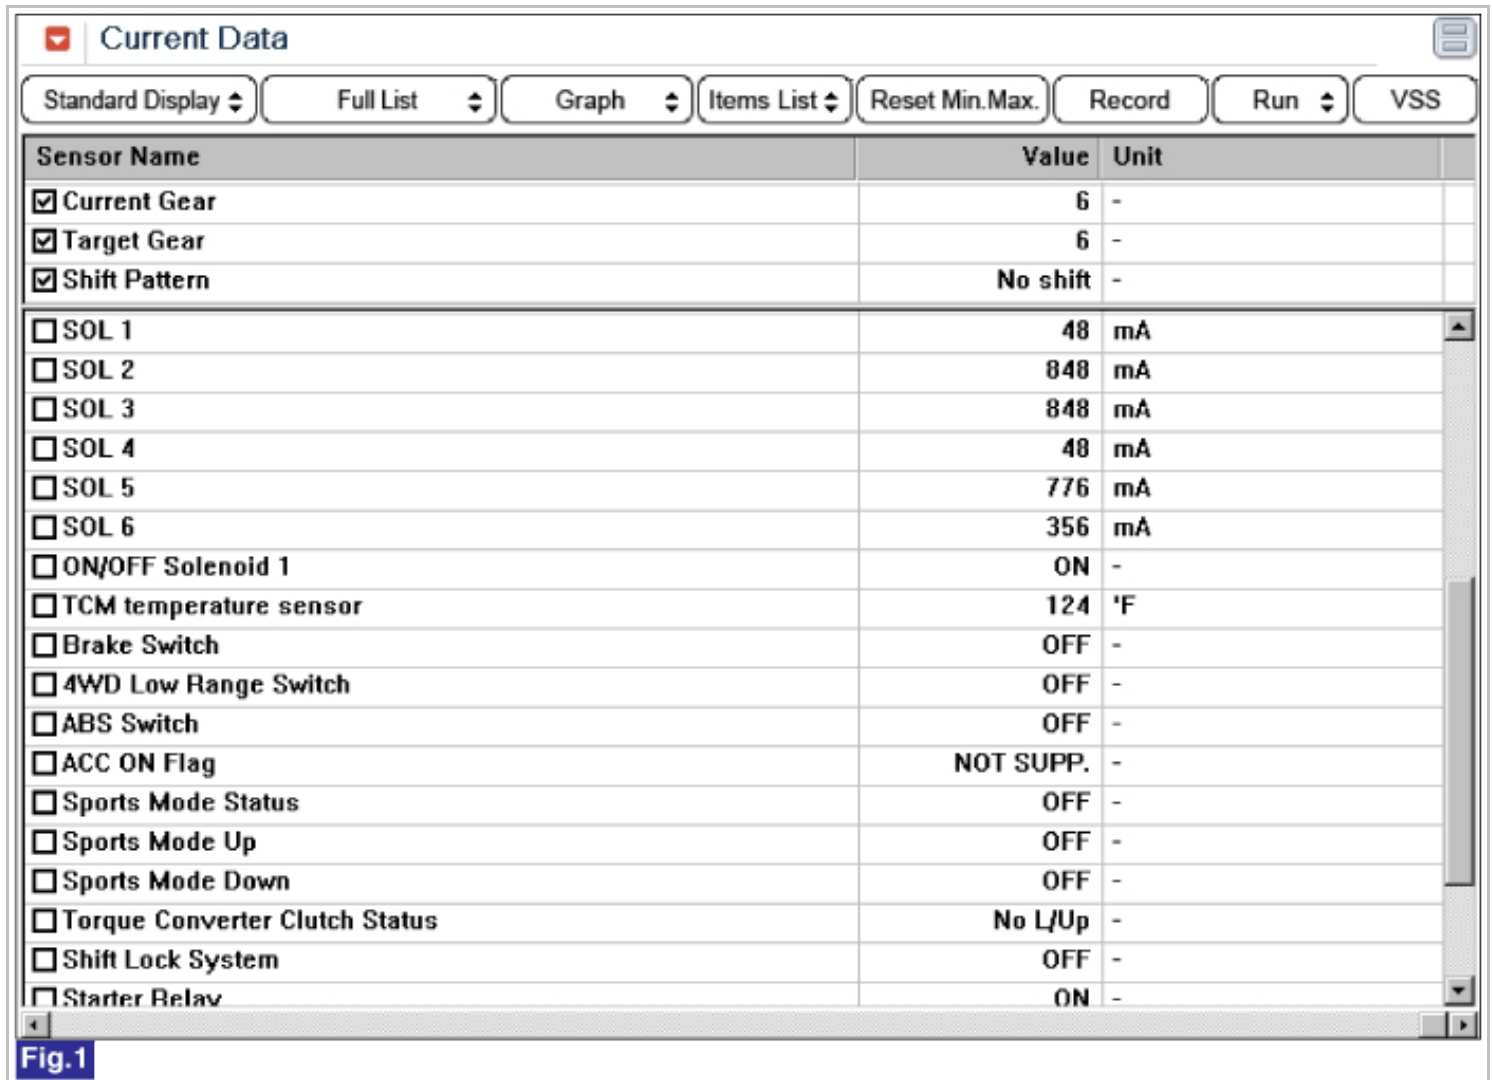 Current Data
Standard Display Full List Graph Items List Reset Min.Max. Record Run VSS
Sensor Name Value Unit
Current Gear 6 -
Target Gear 6 -
Shift Pattern No shift -
SOL 1 48 mA
SOL 2 848 mA
SOL 3 848 mA
SOL 4 48 mA
SOL 5 776 mA
SOL 6 356 mA
ON/OFF Solenoid 1 ON -
TCM temperature sensor 124 'F
Brake Switch OFF -
4WD Low Range Switch OFF -
ABS Switch OFF -
ACC ON Flag NOT SUPP. -
Sports Mode Status OFF -
Sports Mode Up OFF -
Sports Mode Down OFF -
Torque Converter Clutch Status No L/Up -
Shift Lock System OFF -
Starter Relay ON -
Fig.1